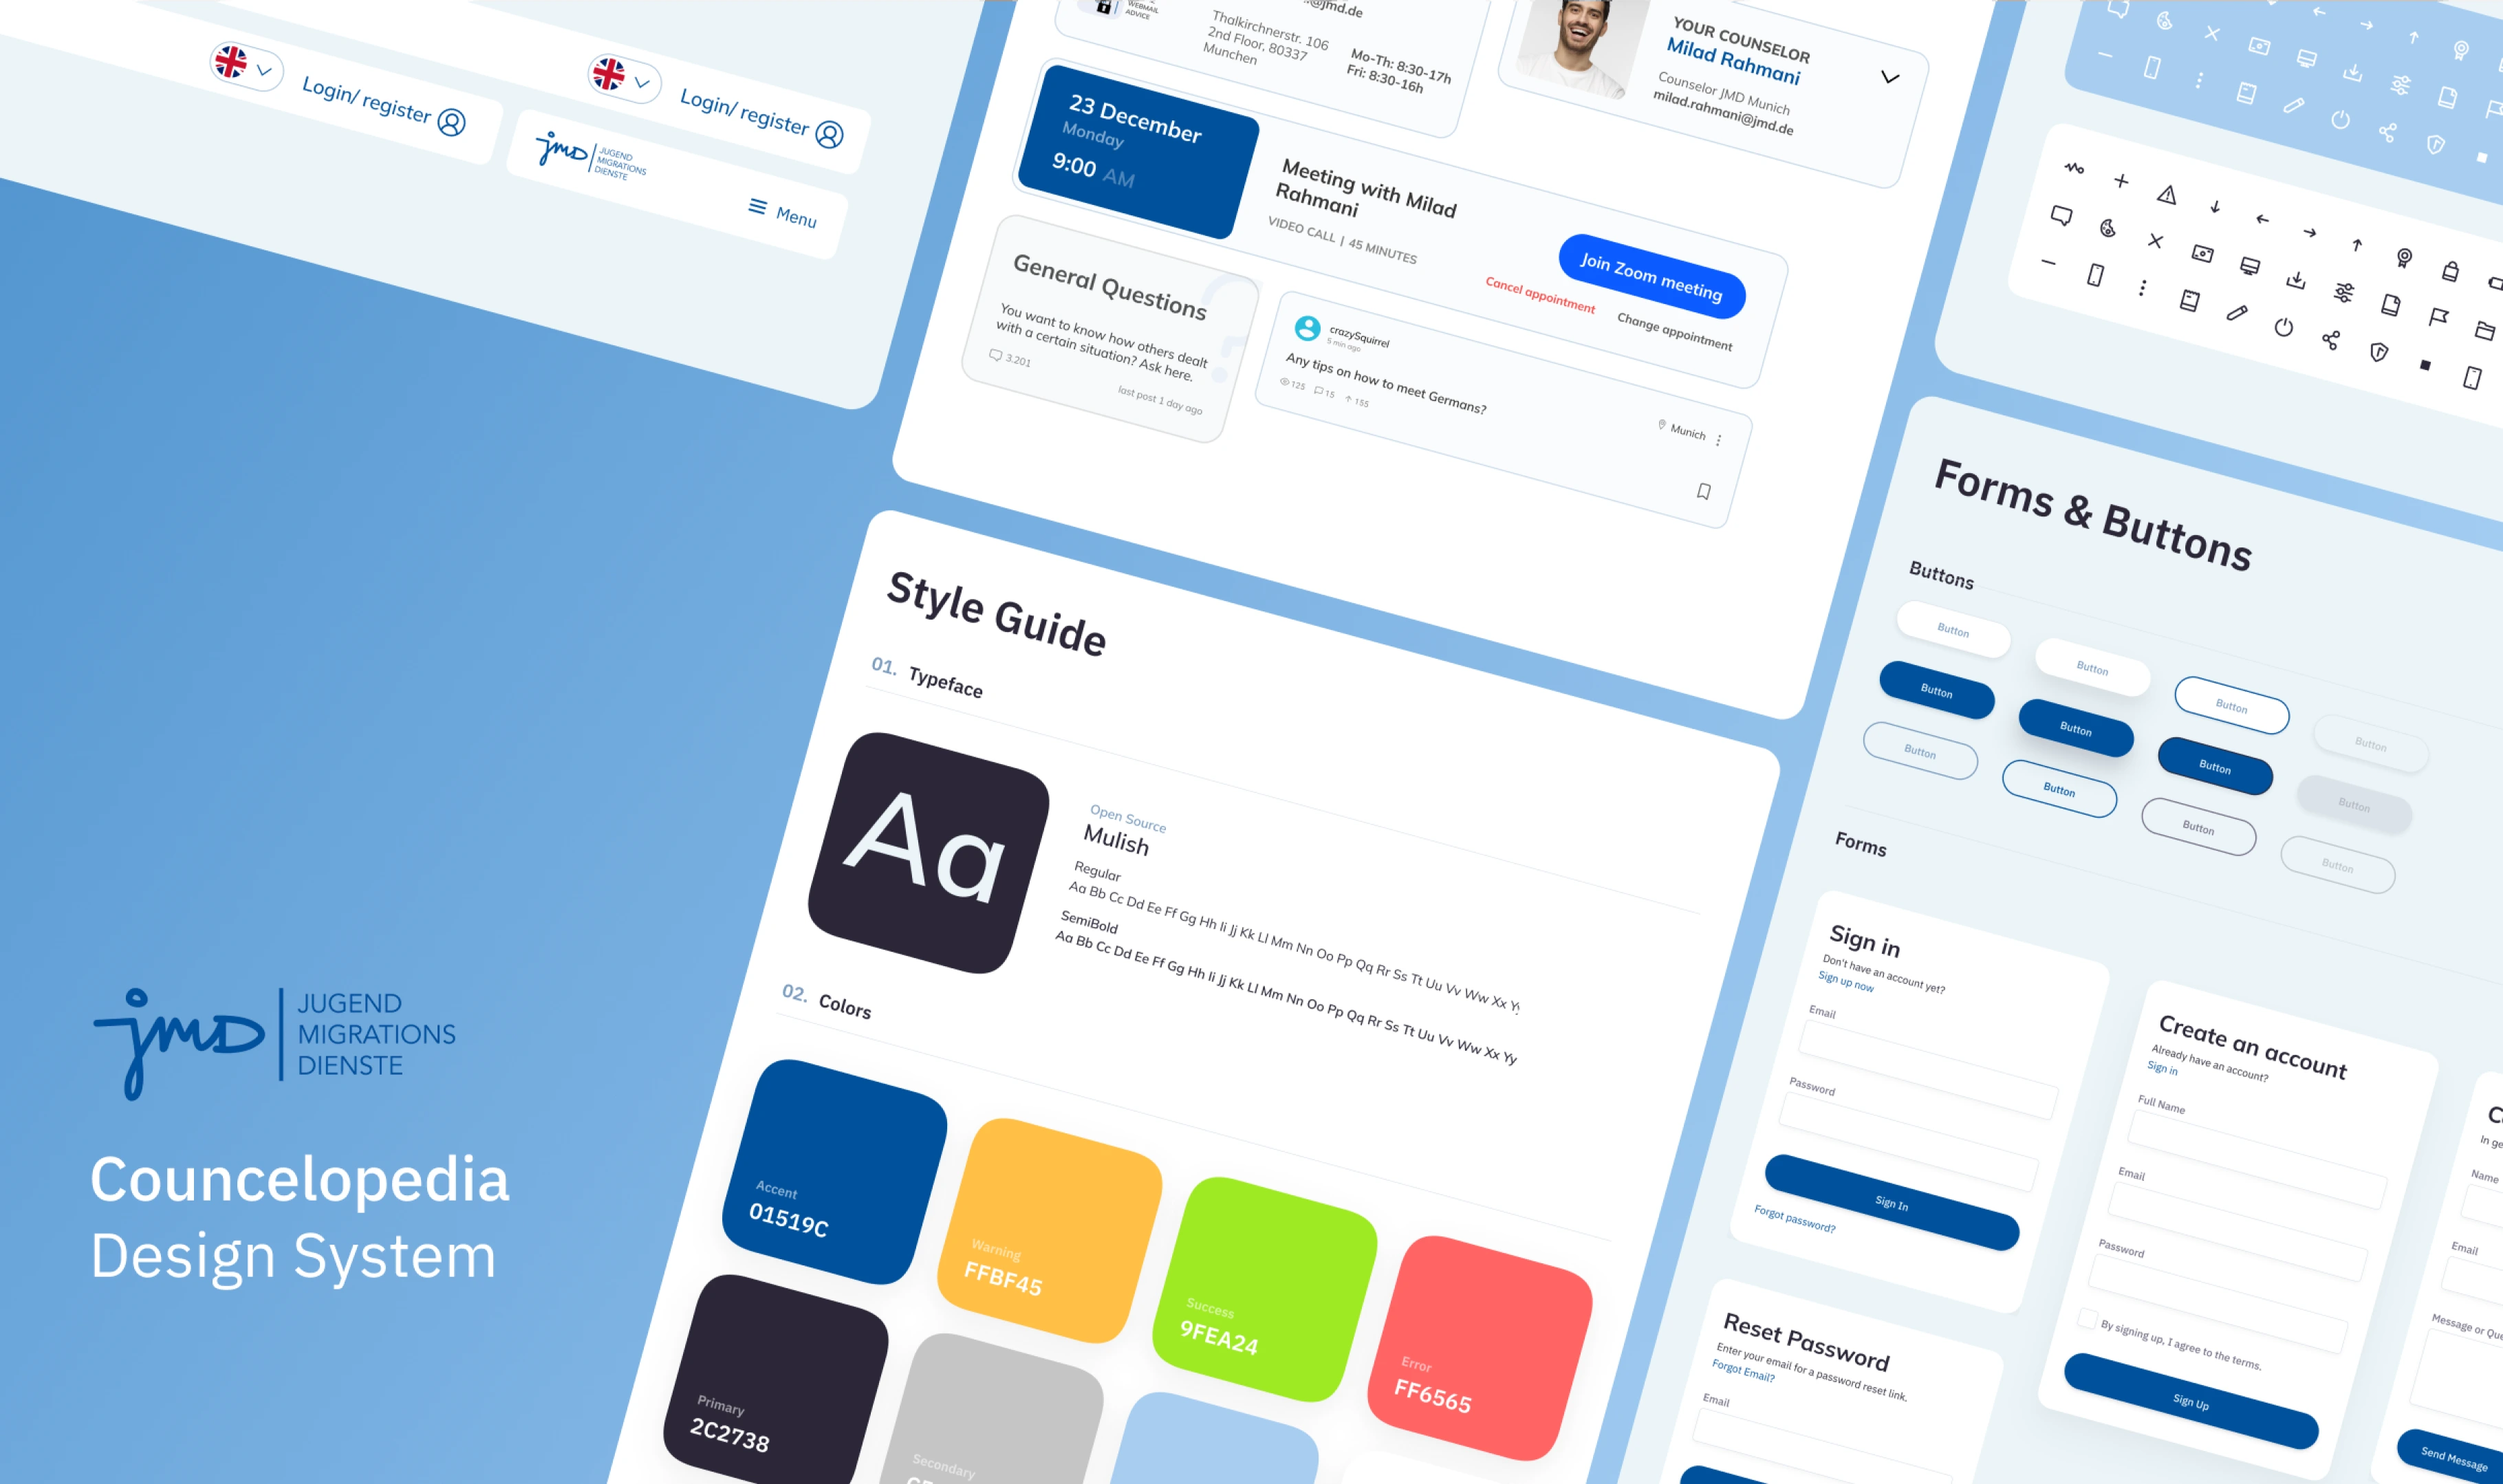 Login/ register
Login/ register
jmD
JUGEND
MIGRATIONS
DIENSTE
Menu
WEBMAIL
ADVICE
@jmd.de
Thalkirchnerstr. 106
2nd Floor, 80337
Munchen
Mo-Th: 8:30-17h
Fri: 8:30-16h
YOUR COUNSELOR
Milad Rahmani
Counselor JMD Munich
milad.rahmani@jmd.de
23 December
Monday
9:00 AM
Meeting with Milad
Rahmani
VIDEO CALL | 45 MINUTES
Join Zoom meeting
Cancel appointment
Change appointment
General Questions
You want to know how others dealt
with a certain situation? Ask here.
3.201
last post 1 day ago
crazySquirrel
5 min ago
Any tips on how to meet Germans?
125 15 155
Munich
Style Guide
01. Typeface
Aa
Open Source
Mulish
Regular
Aa Bb Cc Dd Ee Ff Gg Hh Ii Jj Kk Ll Mm Nn Oo Pp Qq Rr Ss Tt Uu Vv Ww Xx Yy
SemiBold
Aa Bb Cc Dd Ee Ff Gg Hh Ii Jj Kk Ll Mm Nn Oo Pp Qq Rr Ss Tt Uu Vv Ww Xx Yy
02. Colors
Accent
01519C
Warning
FFBF45
Success
9FEA24
Error
FF6565
Primary
2C2738
Secondary
Forms & Buttons
Buttons
Button
Button
Button
Button
Button
Button
Button
Button
Button
Button
Button
Button
Forms
Sign in
Don't have an account yet?
Sign up now
Email
Password
Sign In
Forgot password?
Create an account
Already have an account?
Sign in
Full Name
Email
Password
By signing up, I agree to the terms.
Sign Up
Reset Password
Enter your email for a password reset link.
Forgot Email?
Email
In
Name
Email
Message or
Send Message
jmD
JUGEND
MIGRATIONS
DIENSTE
Councelopedia
Design System